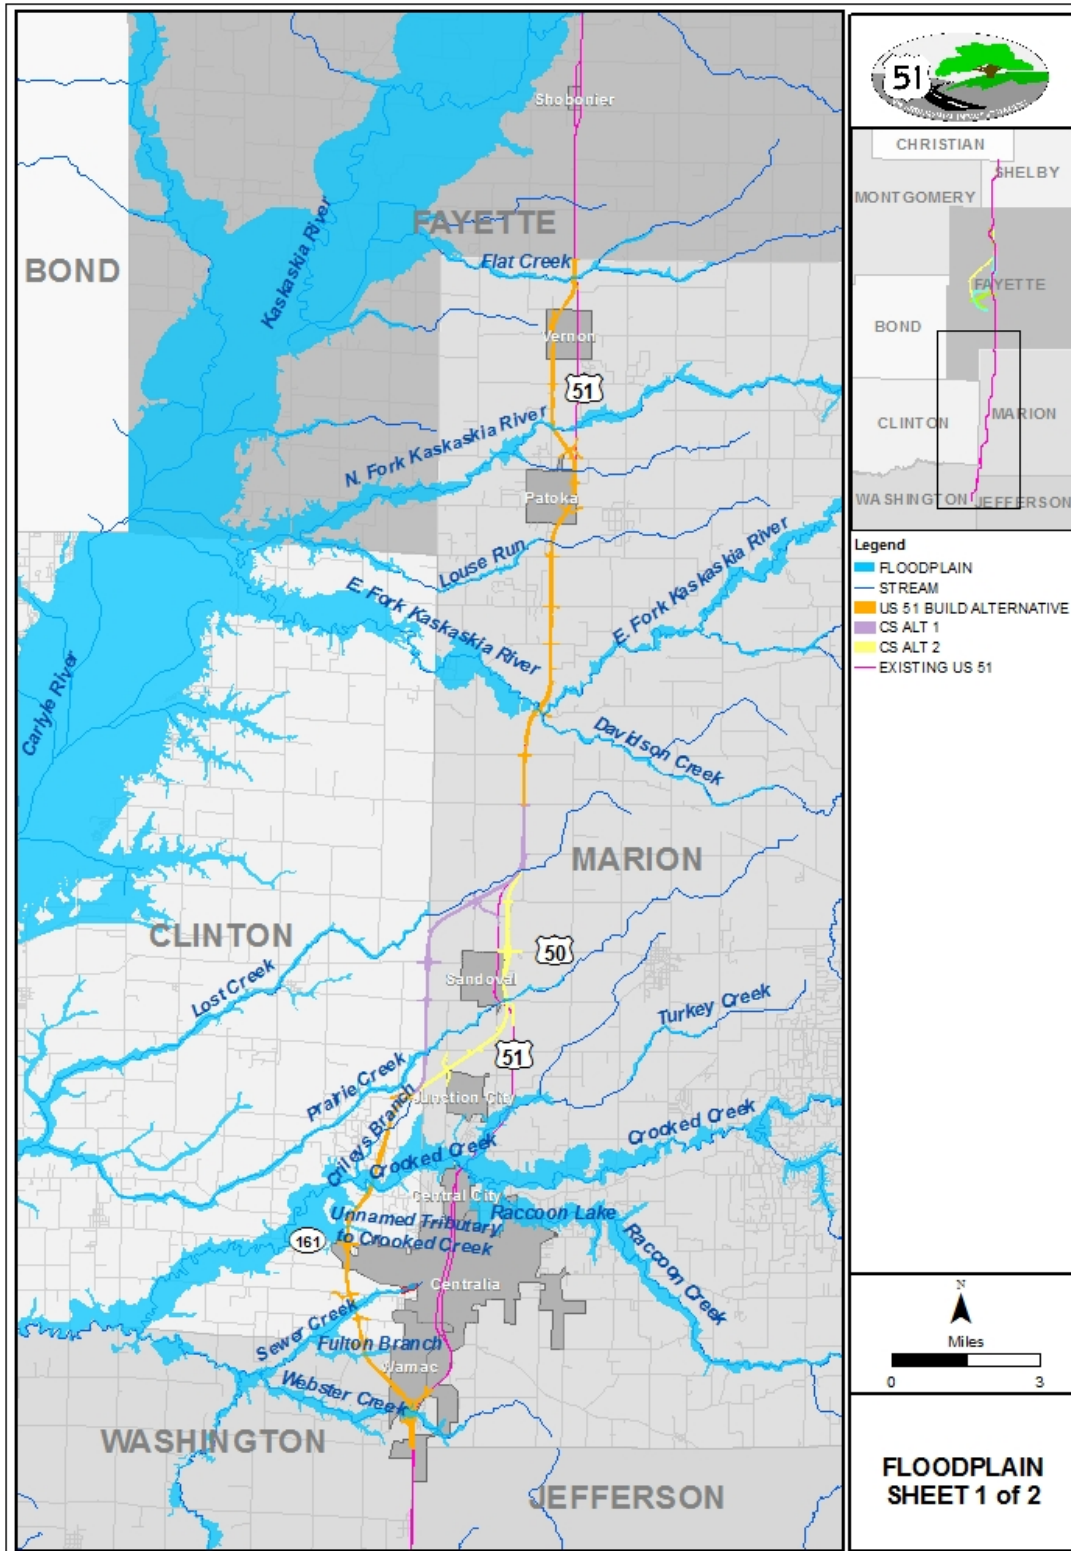 Shobonier
FAYETTE
BOND
Kaskaskia River
Flat Creek
Vernon
51
N. Fork Kaskaskia River
Patoka
Louse Run
E. Fork Kaskaskia River
E. Fork Kaskaskia River
Carlyle River
Davidson Creek
MARION
CLINTON
50
Sandoval
Lost Creek
Turkey Creek
51
Prairie Creek
Junction City
Crileys Branch
Crooked Creek
Crooked Creek
Central City
Raccoon Lake
Unnamed Tributary
to Crooked Creek
161
Raccoon Creek
Centralia
Sewer Creek
Fulton Branch
Wamac
Webster Creek
WASHINGTON
JEFFERSON
51
CHRISTIAN
SHELBY
MONTGOMERY
FAYETTE
BOND
MARION
CLINTON
WASHINGTON
JEFFERSON
Legend
FLOODPLAIN
STREAM
US 51 BUILD ALTERNATIVE
CS ALT 1
CS ALT 2
EXISTING US 51
N
Miles
0 3
FLOODPLAIN
SHEET 1 of 2